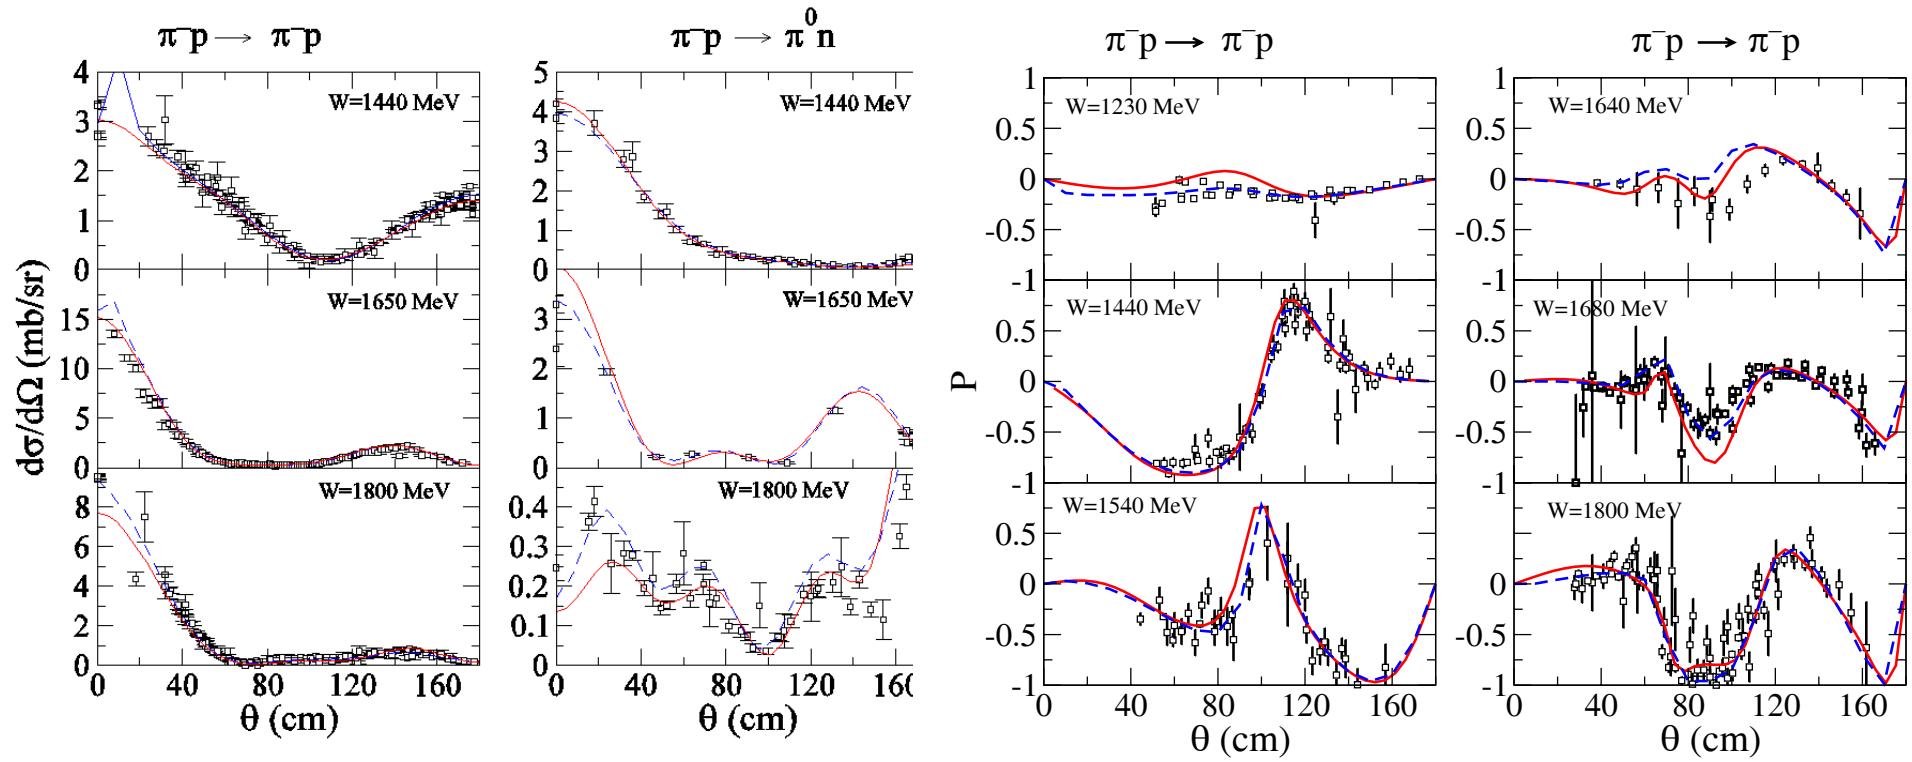 π⁻p → π⁻p
π⁻p → π⁰n
π⁻p → π⁻p
π⁻p → π⁻p
dσ/dΩ (mb/sr)
W=1440 MeV
4
3
2
1
0
W=1650 MeV
15
10
5
0
W=1800 MeV
8
6
4
2
0
0 40 80 120 160
θ (cm)
W=1440 MeV
5
4
3
2
1
0
W=1650 MeV
3
2
1
0
W=1800 MeV
0.4
0.3
0.2
0.1
0
0 40 80 120 160
θ (cm)
P
1
W=1230 MeV
0.5
0
-0.5
-1
W=1440 MeV
0.5
0
-0.5
-1
W=1540 MeV
0.5
0
-0.5
-1
0 40 80 120 160
θ (cm)
1
W=1640 MeV
0.5
0
-0.5
-1
W=1680 MeV
0.5
0
-0.5
-1
W=1800 MeV
0.5
0
-0.5
-1
0 40 80 120 160
θ (cm)